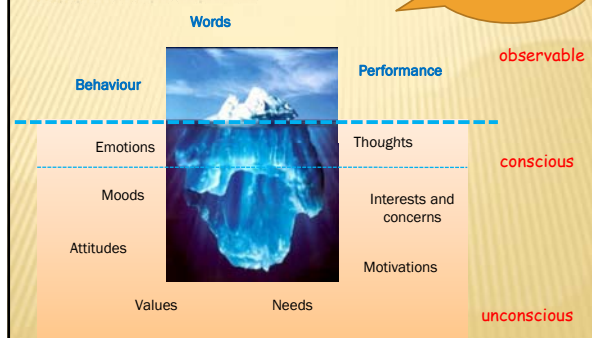 Words
observable
Behaviour
Performance
Emotions
Thoughts
conscious
Moods
Interests and
concerns
Attitudes
Motivations
Values
Needs
unconscious